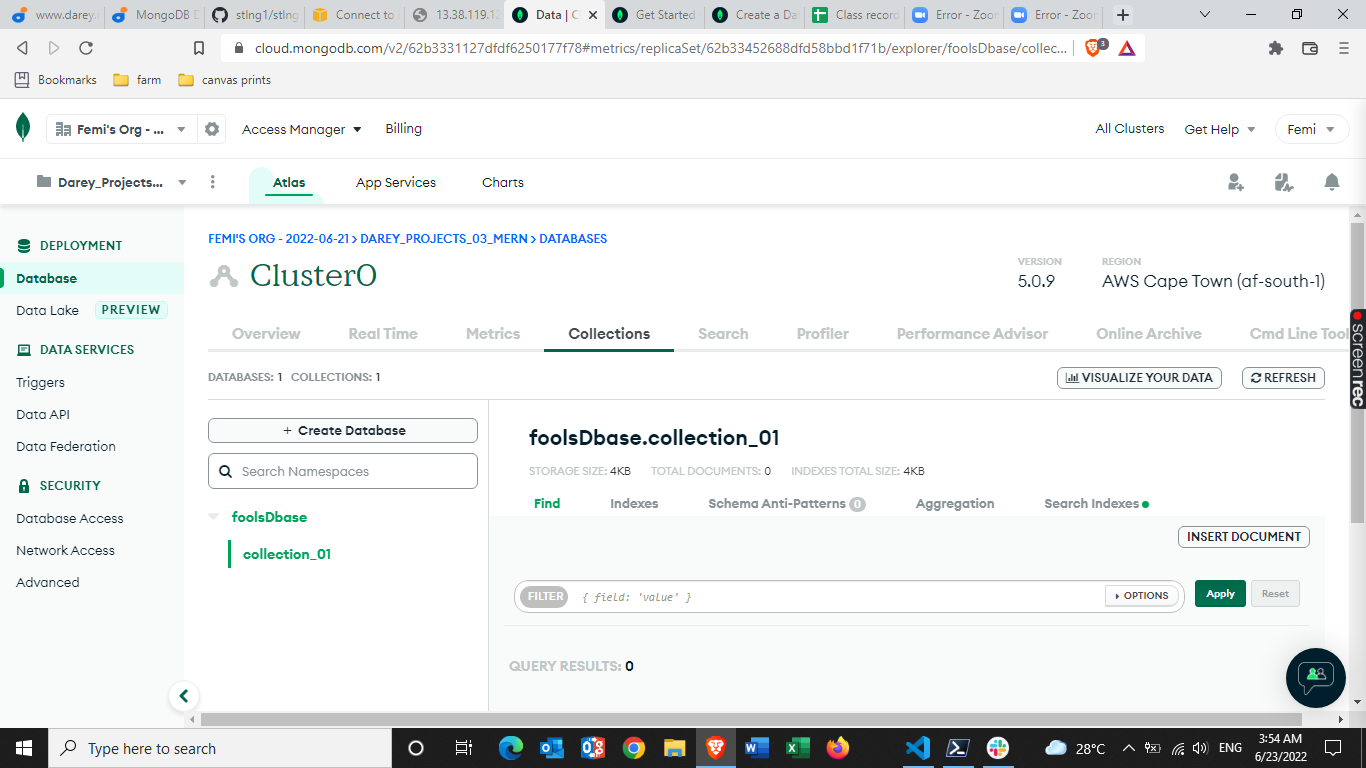 www.darey.
MongoDB D
stlng1/stlng
Connect to
13.38.119.12
Data | C
Get Started
Create a Da
Class record
Error - Zoom
Error - Zoom
cloud.mongodb.com/v2/62b3331127dfdf6250177f78#metrics/replicaSet/62b33452688dfd58bbd1f71b/explorer/foolsDbase/collec...
3
Bookmarks farm canvas prints
Femi's Org - ... Access Manager Billing All Clusters Get Help Femi
Darey_Projects... Atlas App Services Charts
DEPLOYMENT
Database
Data Lake PREVIEW
DATA SERVICES
Triggers
Data API
Data Federation
SECURITY
Database Access
Network Access
Advanced
FEMI'S ORG - 2022-06-21 > DAREY_PROJECTS_03_MERN > DATABASES
Cluster0
VERSION
5.0.9
REGION
AWS Cape Town (af-south-1)
Overview Real Time Metrics Collections Search Profiler Performance Advisor Online Archive Cmd Line Tool
DATABASES: 1 COLLECTIONS: 1
VISUALIZE YOUR DATA
REFRESH
+ Create Database
Search Namespaces
foolsDbase
collection_01
foolsDbase.collection_01
STORAGE SIZE: 4KB TOTAL DOCUMENTS: 0 INDEXES TOTAL SIZE: 4KB
Find Indexes Schema Anti-Patterns 0 Aggregation Search Indexes
INSERT DOCUMENT
FILTER { field: 'value' } OPTIONS Apply Reset
QUERY RESULTS: 0
screenrec
Type here to search
28°C ENG
3:54 AM
6/23/2022